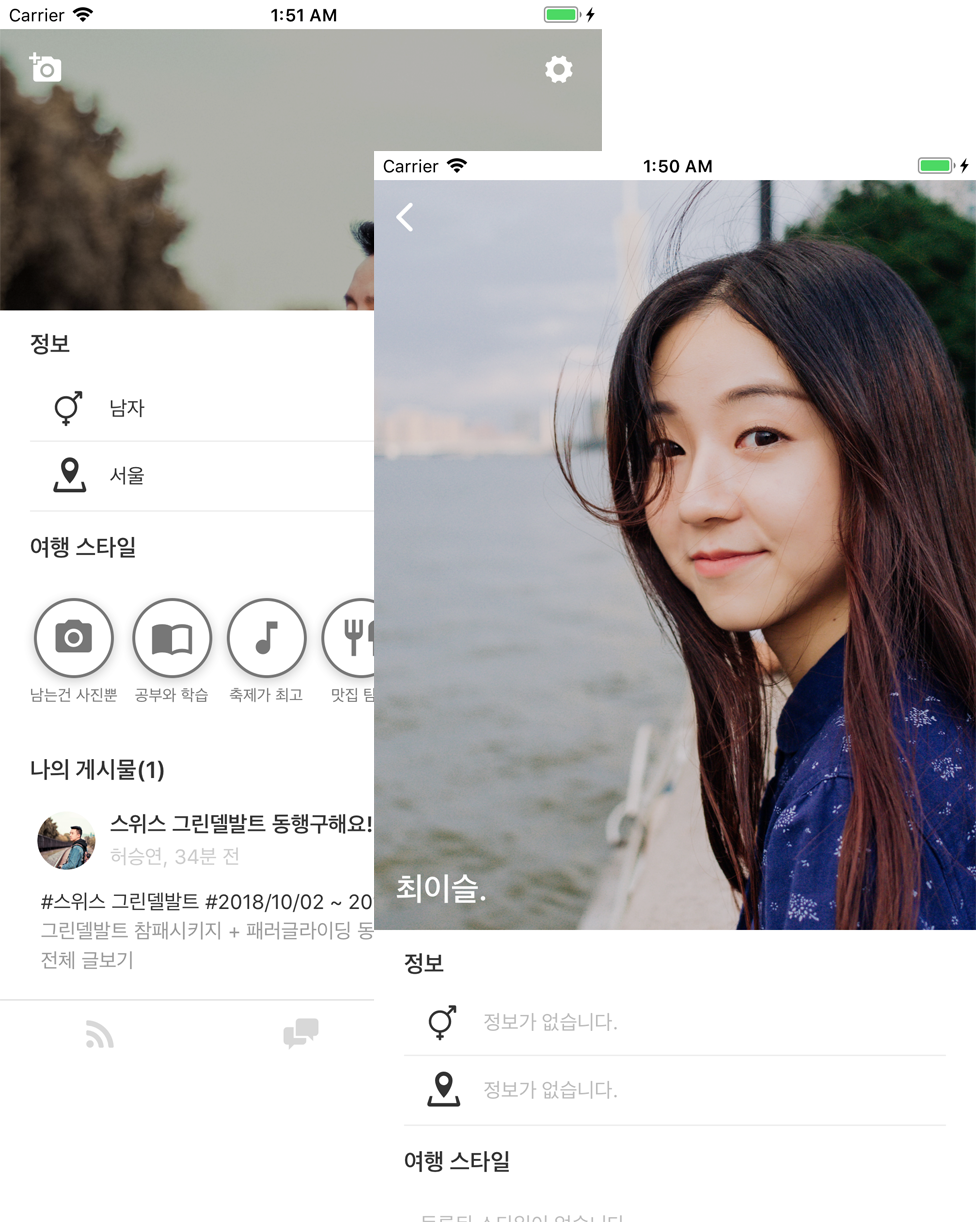 Carrier
1:51 AM
정보
남자
서울
여행 스타일
남는건 사진뿐
공부와 학습
축제가 최고
맛집
나의 게시물(1)
스위스 그린델발트 동행구해요!
허승연, 34분 전
#스위스 그린델발트 #2018/10/02 ~ 20
그린델발트 참패시키지 + 패러글라이딩 동
전체 글보기
Carrier
1:50 AM
최이슬.
정보
정보가 없습니다.
정보가 없습니다.
여행 스타일